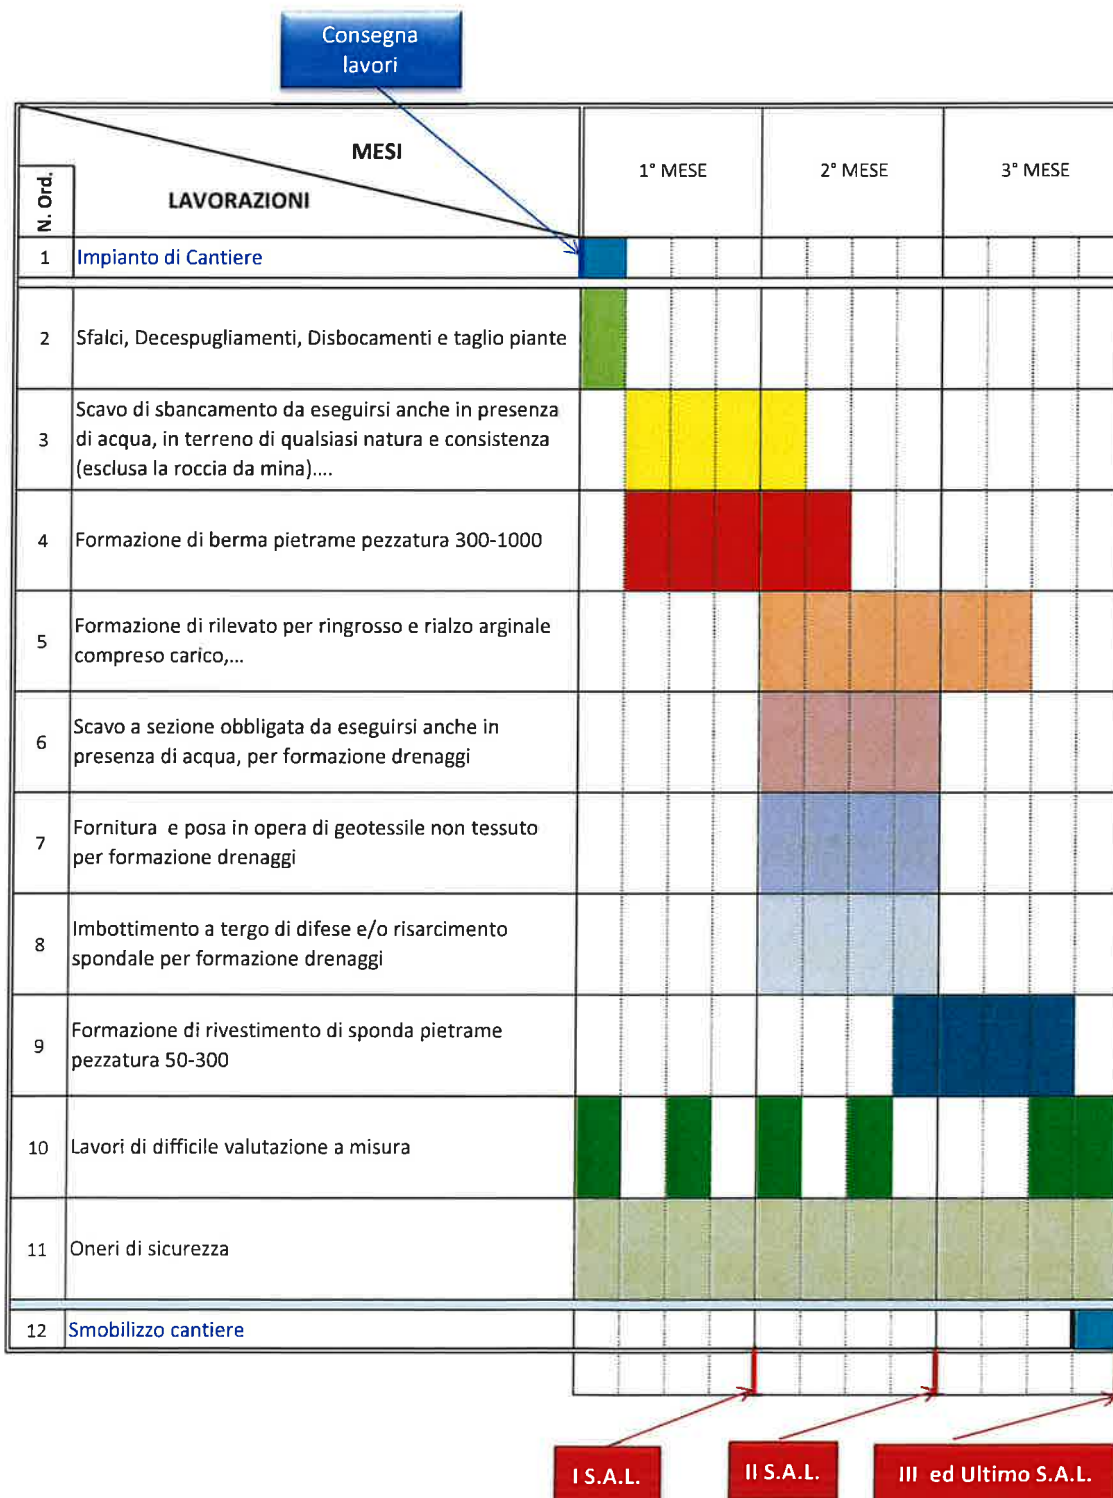 Consegna
lavori
MESI
N. Ord.
LAVORAZIONI
1° MESE
2° MESE
3° MESE
1
Impianto di Cantiere
2
Sfalci, Decespugliamenti, Disbocamenti e taglio piante
3
Scavo di sbancamento da eseguirsi anche in presenza
di acqua, in terreno di qualsiasi natura e consistenza
(esclusa la roccia da mina)....
4
Formazione di berma pietrame pezzatura 300-1000
5
Formazione di rilevato per ringrosso e rialzo arginale
compreso carico,...
6
Scavo a sezione obbligata da eseguirsi anche in
presenza di acqua, per formazione drenaggi
7
Fornitura e posa in opera di geotessile non tessuto
per formazione drenaggi
8
Imbottimento a tergo di difese e/o risarcimento
spondale per formazione drenaggi
9
Formazione di rivestimento di sponda pietrame
pezzatura 50-300
10
Lavori di difficile valutazione a misura
11
Oneri di sicurezza
12
Smobilizzo cantiere
I S.A.L.
II S.A.L.
III ed Ultimo S.A.L.